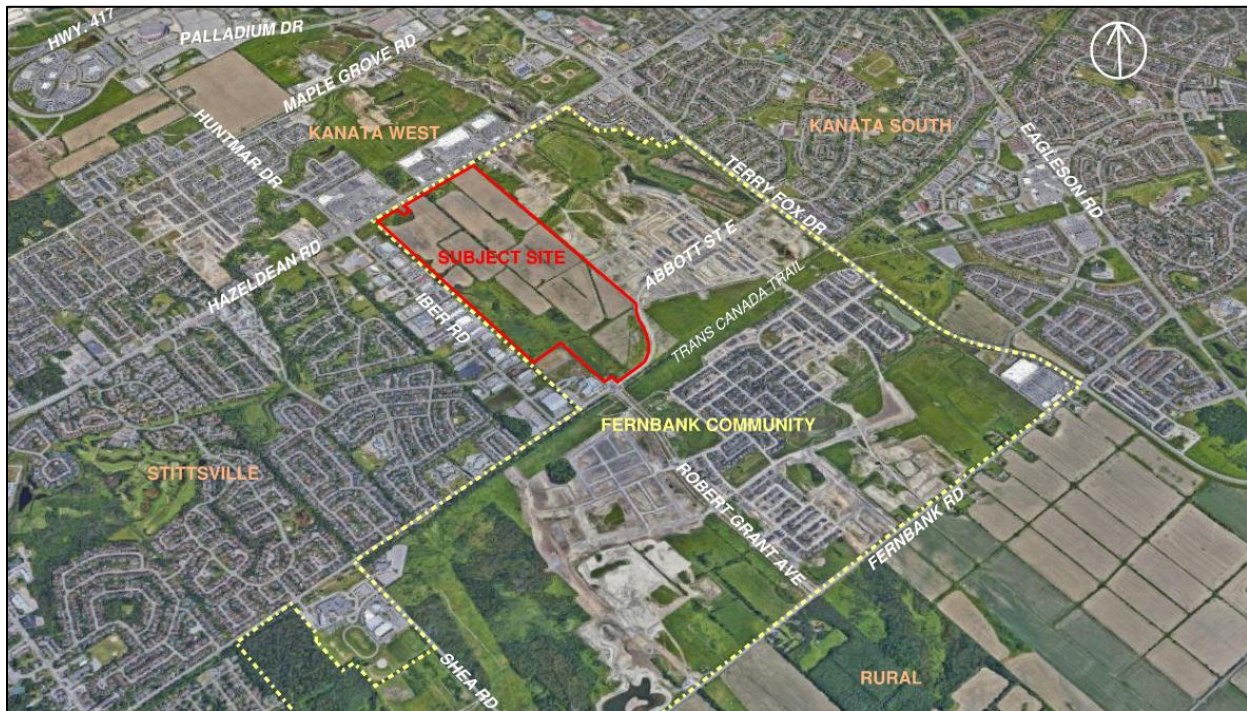 HWY. 417
PALLADIUM DR
MAPLE GROVE RD
KANATA WEST
HUNTMAR DR
KANATA SOUTH
EAGLESON RD
TERRY FOX DR
SUBJECT SITE
ABBOTT ST E
HAZELDEAN RD
IBER RD
TRANS CANADA TRAIL
FERNBANK COMMUNITY
STITTSVILLE
ROBERT GRANT AVE
FERNBANK RD
SHEA RD
RURAL